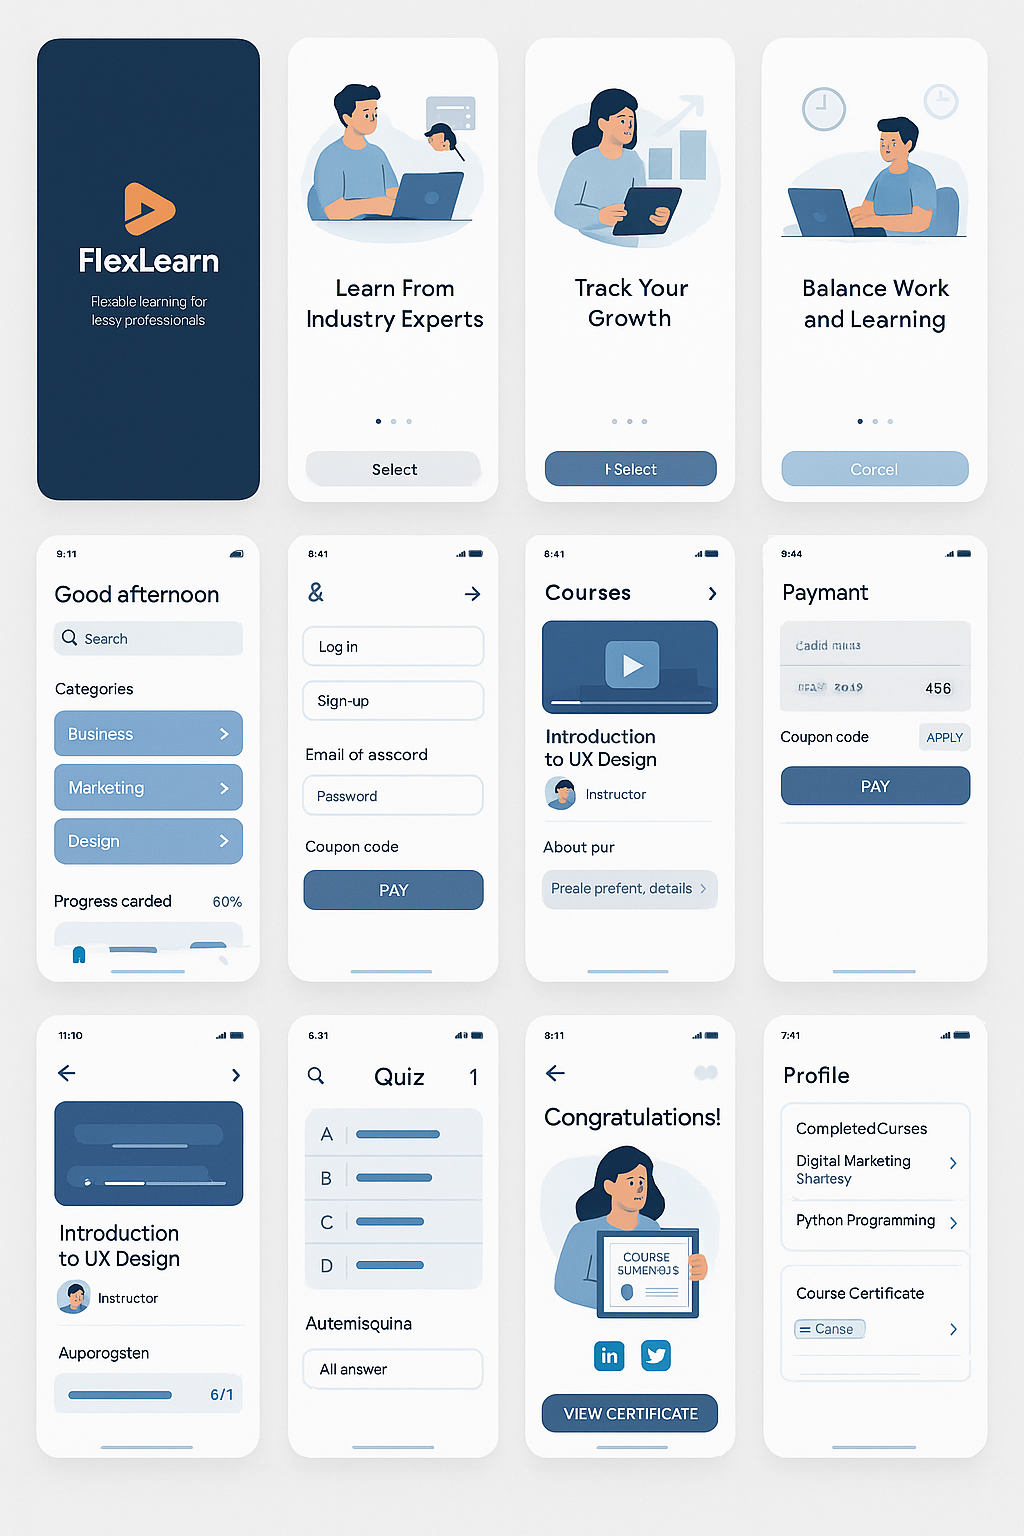 FlexLearn
Flexable learning for
lessy professionals
Learn From
Industry Experts
Select
Track Your
Growth
Select
Balance Work
and Learning
Corcel
9:11
Good afternoon
Search
Categories
Business
Marketing
Design
Progress carded 60%
8:41
&
Log in
Sign-up
Email of asscord
Password
Coupon code
PAY
8:41
Courses
Introduction
to UX Design
Instructor
About pur
Preale prefent, details
9:44
Paymant
2019 456
Coupon code APPLY
PAY
11:10
Introduction
to UX Design
Instructor
Auporogsten
6/1
6.31
Quiz 1
A
B
C
D
Autemisquina
All answer
8:11
Congratulations!
COURSE
in
VIEW CERTIFICATE
7:41
Profile
CompletedCurses
Digital Marketing
Shartesy
Python Programming
Course Certificate
Canse